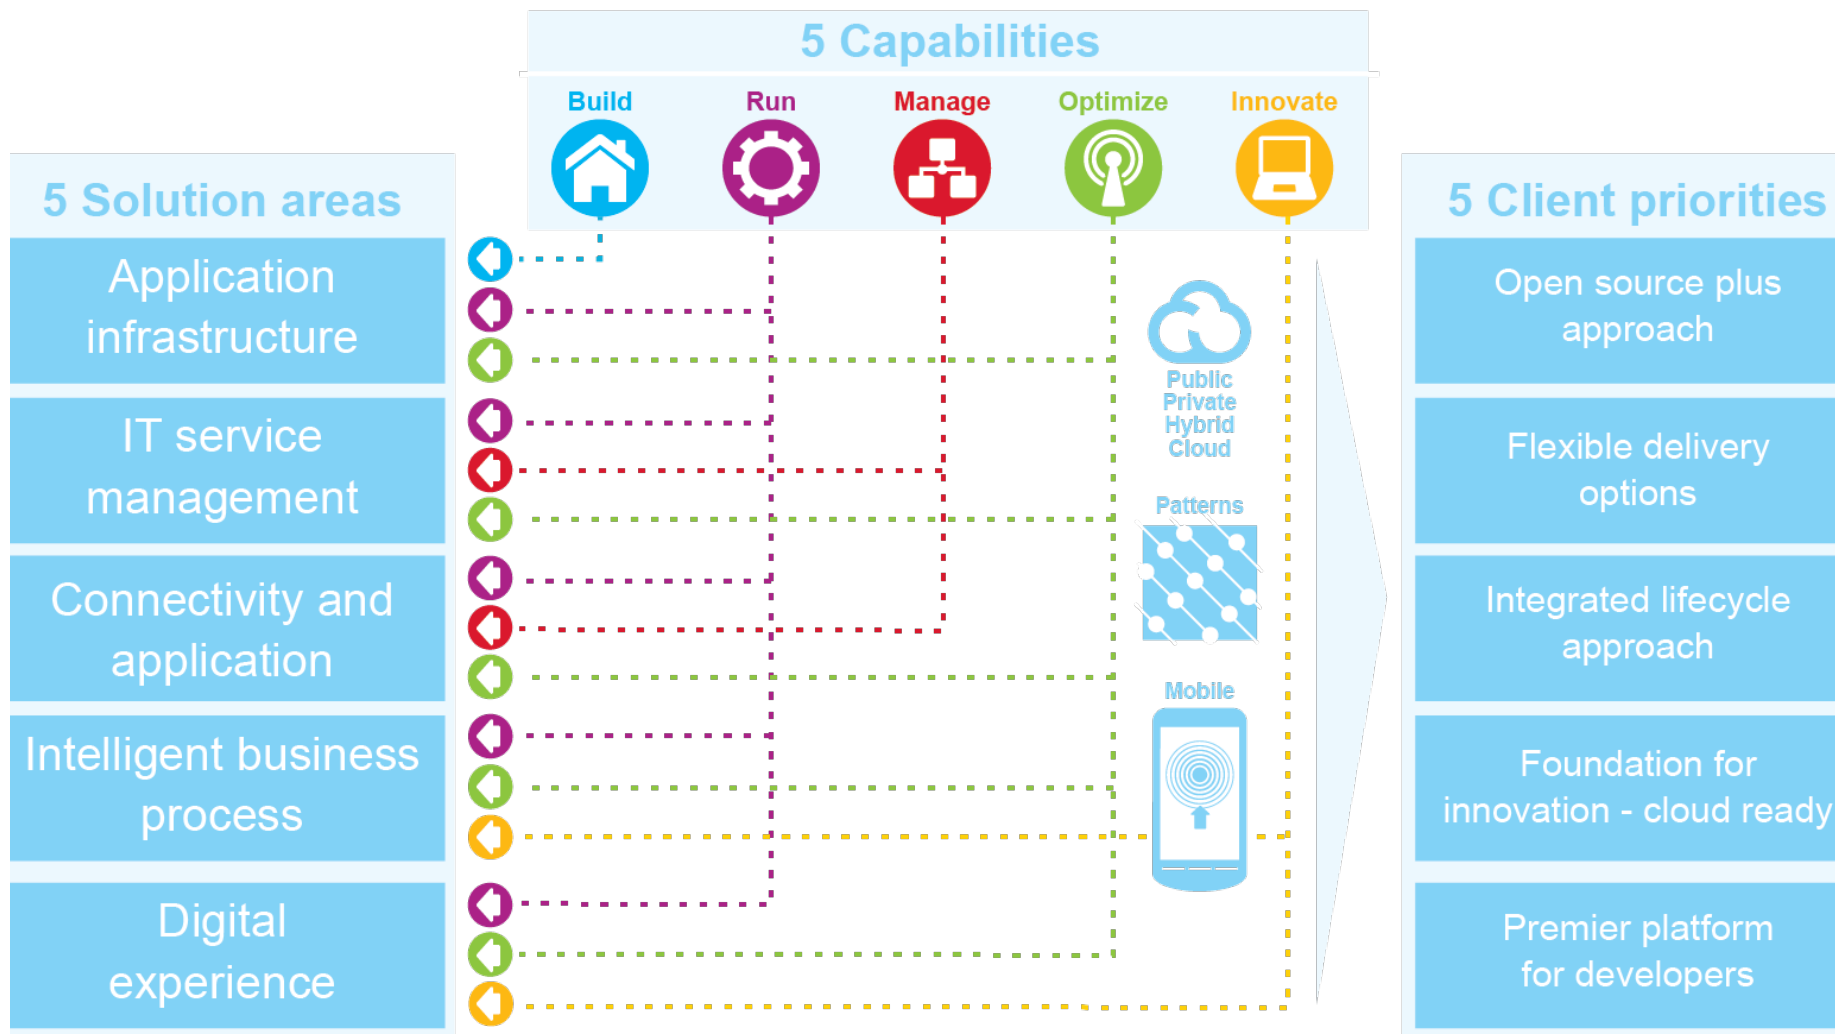 5 Capabilities
Build
Run
Manage
Optimize
Innovate
5 Solution areas
Application
infrastructure
IT service
management
Connectivity and
application
Intelligent business
process
Digital
experience
Public
Private
Hybrid
Cloud
Patterns
Mobile
5 Client priorities
Open source plus
approach
Flexible delivery
options
Integrated lifecycle
approach
Foundation for
innovation - cloud ready
Premier platform
for developers